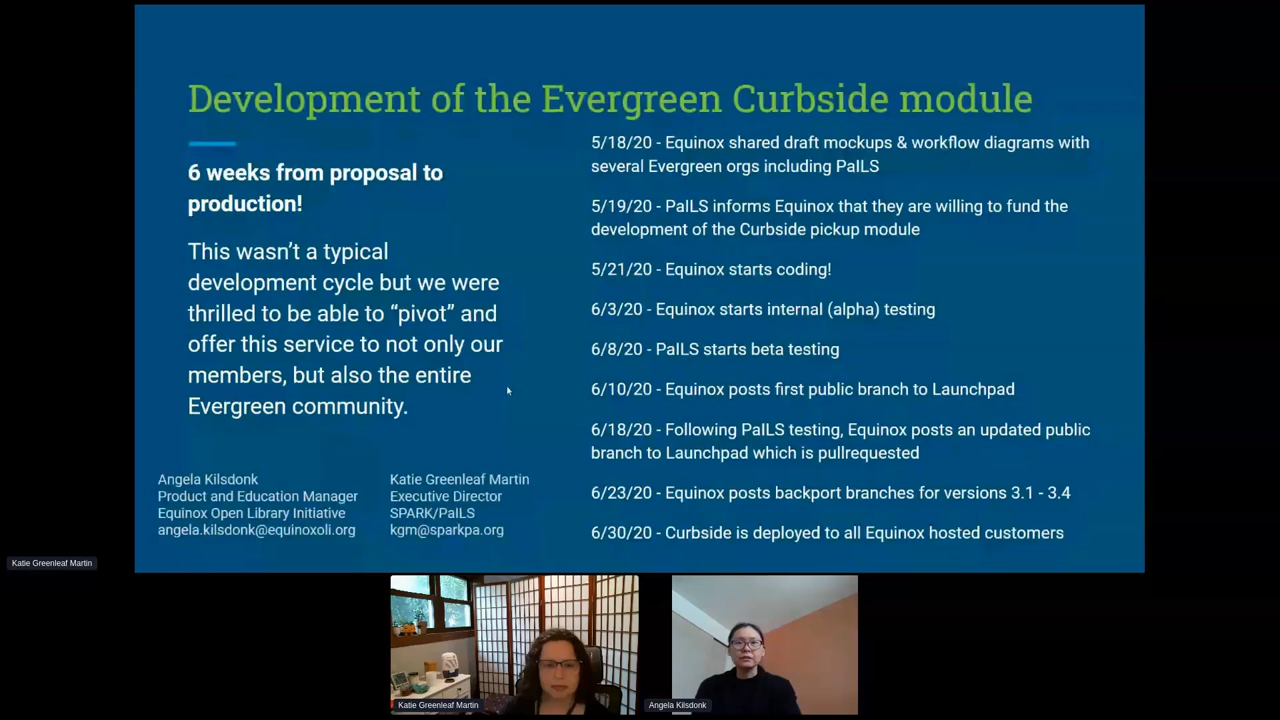 Development of the Evergreen Curbside module
6 weeks from proposal to
production!
This wasn’t a typical
development cycle but we were
thrilled to be able to “pivot” and
offer this service to not only our
members, but also the entire
Evergreen community.
Angela Kilsdonk
Product and Education Manager
Equinox Open Library Initiative
angela.kilsdonk@equinoxoli.org
Katie Greenleaf Martin
Executive Director
SPARK/PaILS
kgm@sparkpa.org
5/18/20 - Equinox shared draft mockups & workflow diagrams with
several Evergreen orgs including PaILS
5/19/20 - PaILS informs Equinox that they are willing to fund the
development of the Curbside pickup module
5/21/20 - Equinox starts coding!
6/3/20 - Equinox starts internal (alpha) testing
6/8/20 - PaILS starts beta testing
6/10/20 - Equinox posts first public branch to Launchpad
6/18/20 - Following PaILS testing, Equinox posts an updated public
branch to Launchpad which is pullrequested
6/23/20 - Equinox posts backport branches for versions 3.1 - 3.4
6/30/20 - Curbside is deployed to all Equinox hosted customers
Katie Greenleaf Martin
Katie Greenleaf Martin
Angela Kilsdonk